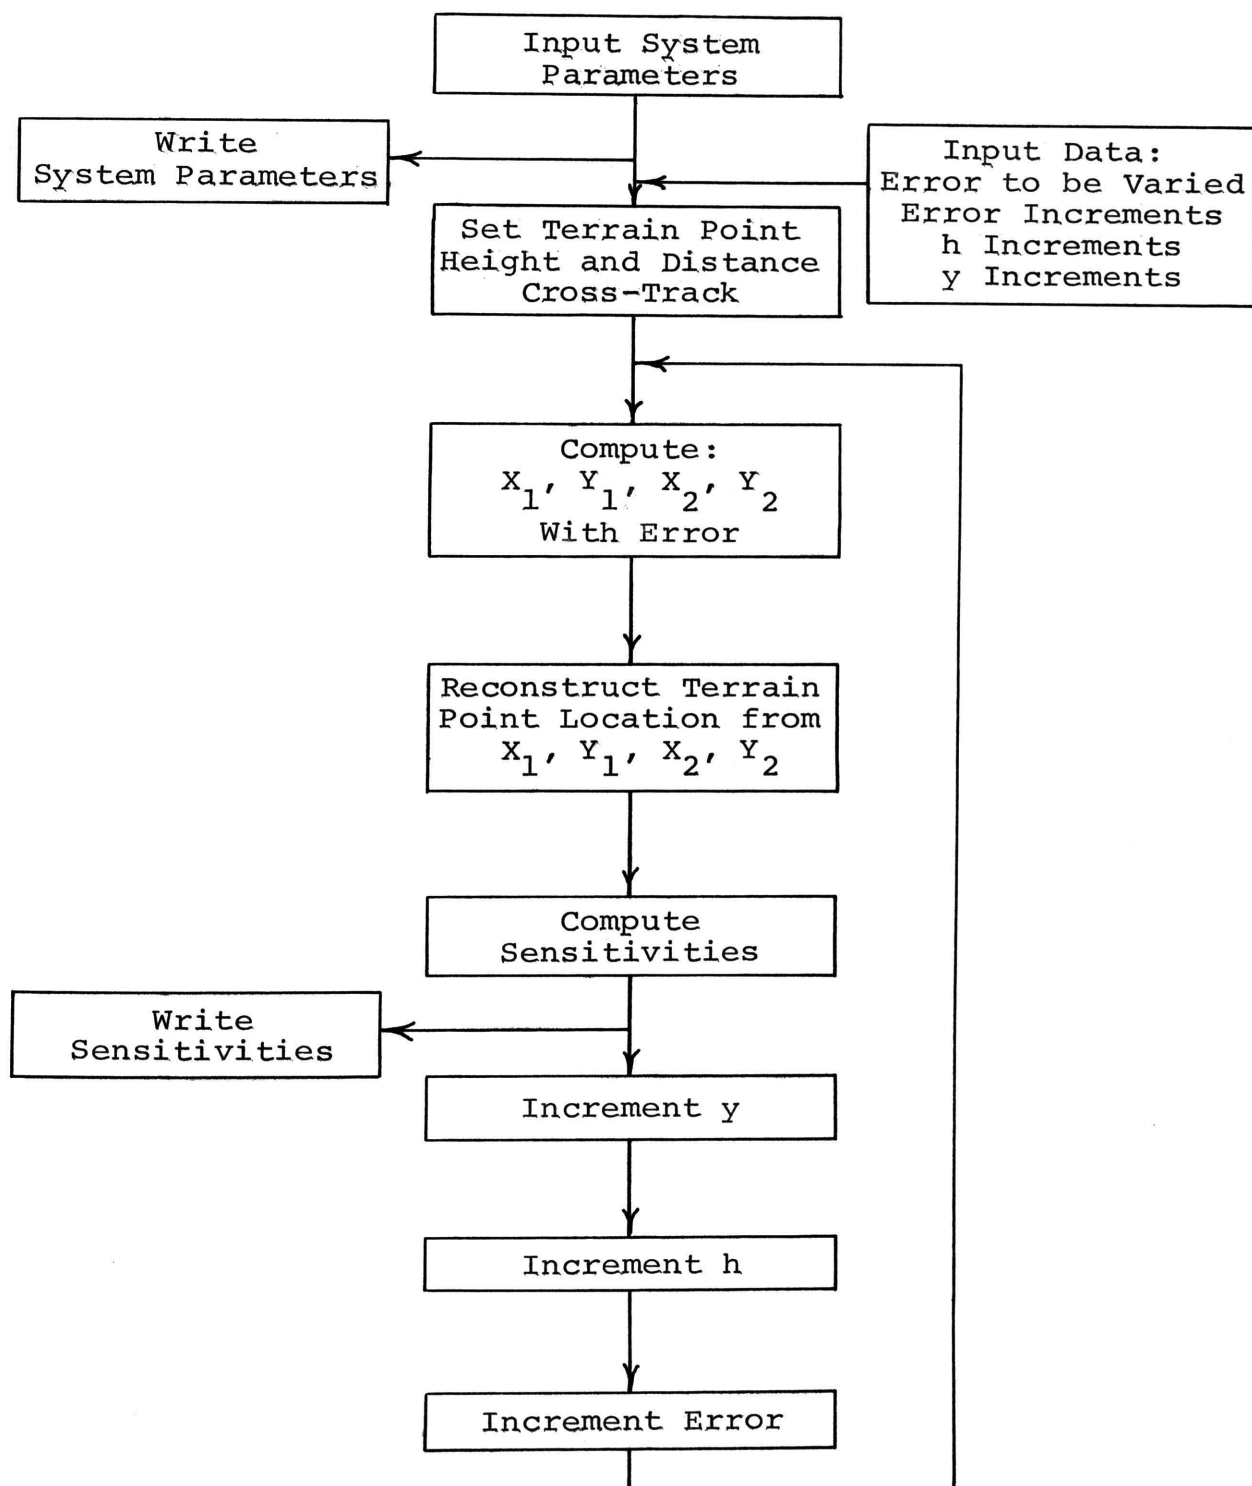 Input System
Parameters
Write
System Parameters
Input Data:
Error to be Varied
Error Increments
h Increments
y Increments
Set Terrain Point
Height and Distance
Cross-Track
Compute:
X₁, Y₁, X₂, Y₂
With Error
Reconstruct Terrain
Point Location from
X₁, Y₁, X₂, Y₂
Compute
Sensitivities
Write
Sensitivities
Increment y
Increment h
Increment Error